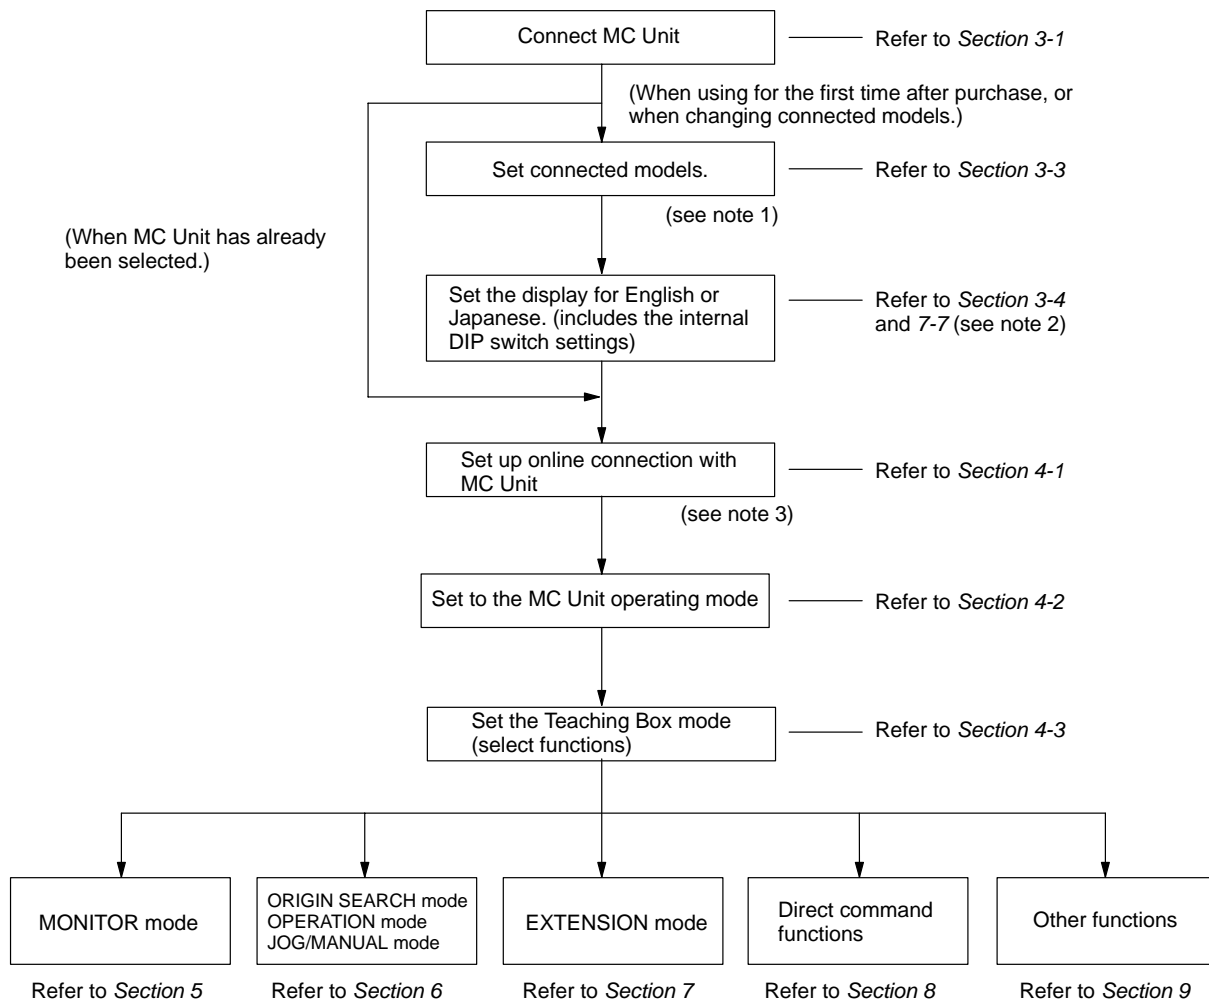 Connect MC Unit
Refer to Section 3-1
(When using for the first time after purchase, or
when changing connected models.)
Set connected models.
Refer to Section 3-3
(see note 1)
(When MC Unit has already
been selected.)
Set the display for English or
Japanese. (includes the internal
DIP switch settings)
Refer to Section 3-4
and 7-7 (see note 2)
Set up online connection with
MC Unit
Refer to Section 4-1
(see note 3)
Set to the MC Unit operating mode
Refer to Section 4-2
Set the Teaching Box mode
(select functions)
Refer to Section 4-3
MONITOR mode
ORIGIN SEARCH mode
OPERATION mode
JOG/MANUAL mode
EXTENSION mode
Direct command
functions
Other functions
Refer to Section 5
Refer to Section 6
Refer to Section 7
Refer to Section 8
Refer to Section 9